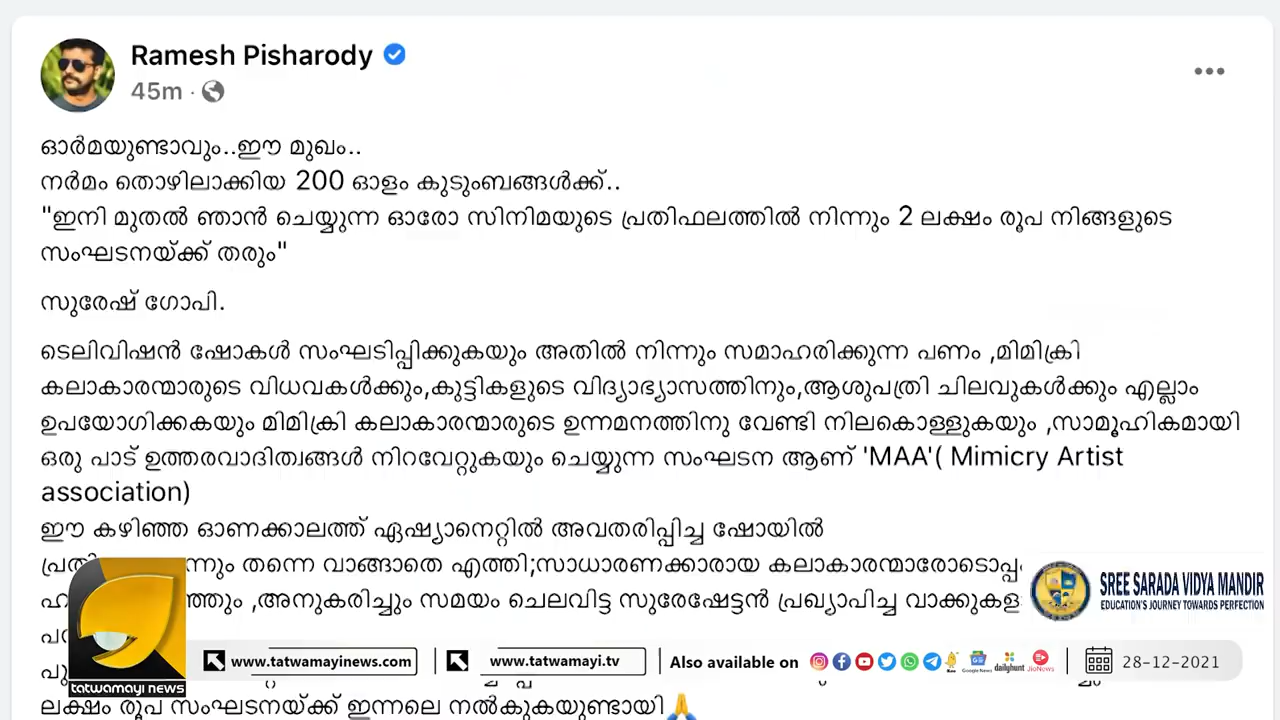 Ramesh Pisharody
45m ·
ഓർമയുണ്ടാവും..ഈ മുഖം..
നർമം തൊഴിലാക്കിയ 200 ഓളം കുടുംബങ്ങൾക്ക്..
"ഇനി മുതൽ ഞാൻ ചെയ്യുന്ന ഓരോ സിനിമയുടെ പ്രതിഫലത്തിൽ നിന്നും 2 ലക്ഷം രൂപ നിങ്ങളുടെ
സംഘടനയ്ക്ക് തരും"
സുരേഷ് ഗോപി.
ടെലിവിഷൻ ഷോകൾ സംഘടിപ്പിക്കുകയും അതിൽ നിന്നും സമാഹരിക്കുന്ന പണം ,മിമിക്രി
കലാകാരന്മാരുടെ വിധവകൾക്കും,കുട്ടികളുടെ വിദ്യാഭ്യാസത്തിനും,ആശുപത്രി ചിലവുകൾക്കും എല്ലാം
ഉപയോഗിക്കകയും മിമിക്രി കലാകാരന്മാരുടെ ഉന്നമനത്തിനു വേണ്ടി നിലകൊള്ളുകയും ,സാമൂഹികമായി
ഒരു പാട് ഉത്തരവാദിത്വങ്ങൾ നിറവേറ്റുകയും ചെയ്യുന്ന സംഘടന ആണ് 'MAA'( Mimicry Artist
association)
ഈ കഴിഞ്ഞ ഓണക്കാലത്ത് ഏഷ്യാനെറ്റിൽ അവതരിപ്പിച്ച ഷോയിൽ
തന്നെ വാങ്ങാതെ എത്തി;സാധാരണക്കാരായ
,അനുകരിച്ചും സമയം ചെലവിട്ട സുരേഷേട്ടൻ പ്രഖ്യാപിച്ച
ലക്ഷം രൂപ സംഘടനയ്ക്ക് ഇന്നലെ നൽകുകയുണ്ടായി🙏
SREE SARADA VIDYA MANDIR
EDUCATION'S JOURNEY TOWARDS PERFECTION
tatwamayi news
www.tatwamayinews.com
www.tatwamayi.tv
Also available on
Google News
dailyhunt
JioNews
28-12-2021